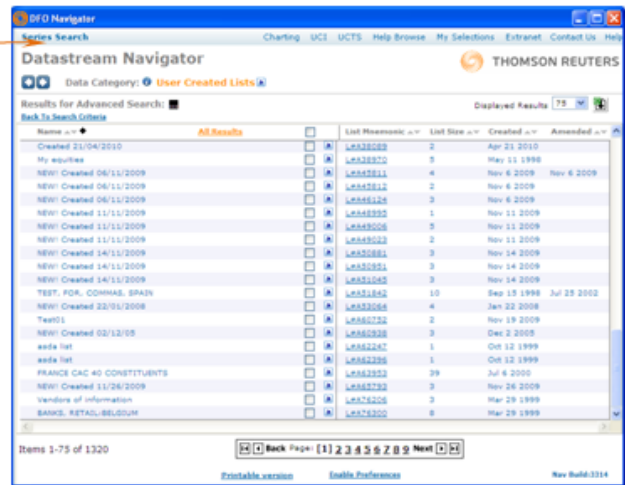 DFO Navigator
Series Search Charting UCI UCTS Help Browse My Selections Extranet Contact Us Help
Datastream Navigator THOMSON REUTERS
Data Category: User Created Lists
Results for Advanced Search: Displayed Results 75
Back To Search Criteria
Name All Results List Mnemonic List Size Created Amended
Created 21/04/2010 L#A38089 2 Apr 21 2010
My equities L#A38970 5 May 11 1998
NEW! Created 06/11/2009 L#A45811 4 Nov 6 2009 Nov 6 2009
NEW! Created 06/11/2009 L#A45812 2 Nov 6 2009
NEW! Created 06/11/2009 L#A46124 3 Nov 6 2009
NEW! Created 11/11/2009 L#A48995 1 Nov 11 2009
NEW! Created 11/11/2009 L#A49006 5 Nov 11 2009
NEW! Created 11/11/2009 L#A49023 2 Nov 11 2009
NEW! Created 14/11/2009 L#A50881 3 Nov 14 2009
NEW! Created 14/11/2009 L#A50951 3 Nov 14 2009
NEW! Created 14/11/2009 L#A51045 3 Nov 14 2009
TEST, FOR, COMMAS, SPAIN L#A51842 10 Sep 15 1998 Jul 25 2002
NEW! Created 22/01/2008 L#A53064 4 Jan 22 2008
Test01 L#A60752 2 Nov 19 2009
NEW! Created 02/12/05 L#A60938 3 Dec 2 2005
asda list L#A62247 1 Oct 12 1999
asda list L#A62396 1 Oct 12 1999
FRANCE CAC 40 CONSTITUENTS L#A63953 39 Jul 6 2000
NEW! Created 11/26/2009 L#A65793 3 Nov 26 2009
Vendors of information L#A76206 3 Mar 29 1999
BANKS, RETAIL-BELGIUM L#A76300 8 Mar 29 1999
Items 1-75 of 1320 Back Page: [1] 2 3 4 5 6 7 8 9 Next
Printable version Enable Preferences Nav Build:3314